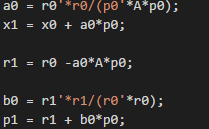 a0 = r0'*r0/(p0'*A*p0);
x1 = x0 + a0*p0;
r1 = r0 -a0*A*p0;
b0 = r1'*r1/(r0'*r0);
p1 = r1 + b0*p0;